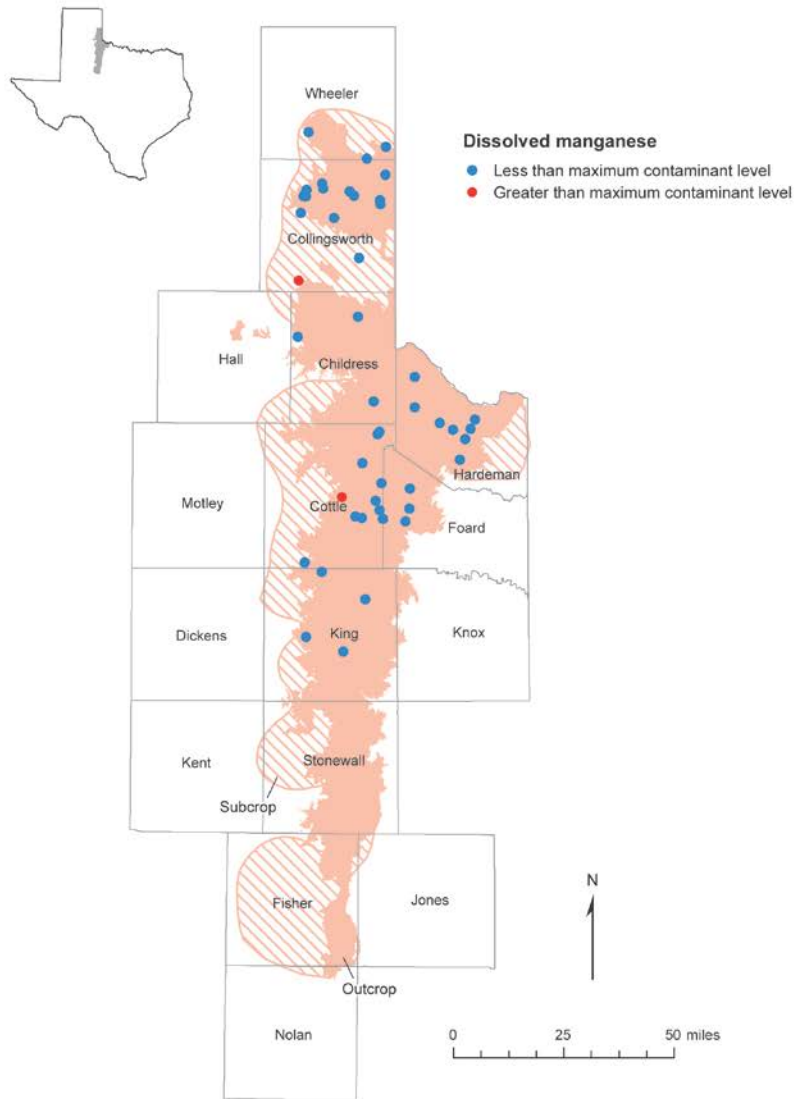 Wheeler
Dissolved manganese
Less than maximum contaminant level
Greater than maximum contaminant level
Collingsworth
Hall
Childress
Hardeman
Motley
Cottle
Foard
Dickens
King
Knox
Kent
Stonewall
Subcrop
Fisher
Jones
N
Outcrop
Nolan
0 25 50 miles